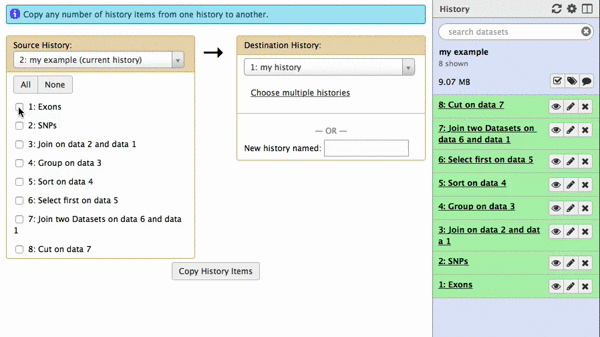 Copy any number of history items from one history to another.
Source History:
2: my example (current history)
All None
1: Exons
2: SNPs
3: Join on data 2 and data 1
4: Group on data 3
5: Sort on data 4
6: Select first on data 5
7: Join two Datasets on data 6 and data
1
8: Cut on data 7
Destination History:
1: my history
Choose multiple histories
— OR —
New history named:
Copy History Items
History
search datasets
my example
8 shown
9.07 MB
8: Cut on data 7
7: Join two Datasets on
data 6 and data 1
6: Select first on data 5
5: Sort on data 4
4: Group on data 3
3: Join on data 2 and dat
a 1
2: SNPs
1: Exons